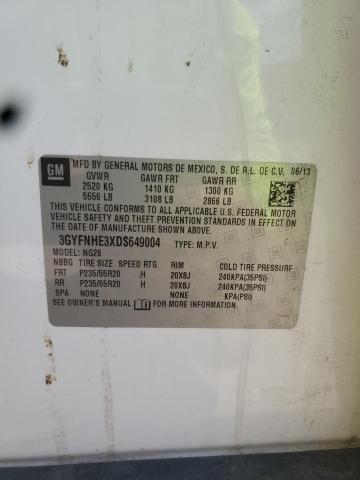 GM
MFD BY GENERAL MOTORS DE MEXICO, S. DE R.L. DE C.V. 06/13
GVWR GAWR FRT GAWR RR
2520 KG 1410 KG 1300 KG
5556 LB 3108 LB 2866 LB
THIS VEHICLE CONFORMS TO ALL APPLICABLE U.S. FEDERAL MOTOR
VEHICLE SAFETY AND THEFT PREVENTION STANDARDS IN EFFECT ON
THE DATE OF MANUFACTURE SHOWN ABOVE.
3GYFNHE3XDS649004 TYPE: M.P.V.
MODEL: NG26
NBBG TIRE SIZE SPEED RTG RIM COLD TIRE PRESSURE
FRT P235/55R20 H 20X8J 240KPA(35PSI)
RR P235/55R20 H 20X8J 240KPA(35PSI)
SPA NONE NONE KPA(PSI)
SEE OWNER'S MANUAL FOR MORE INFORMATION.